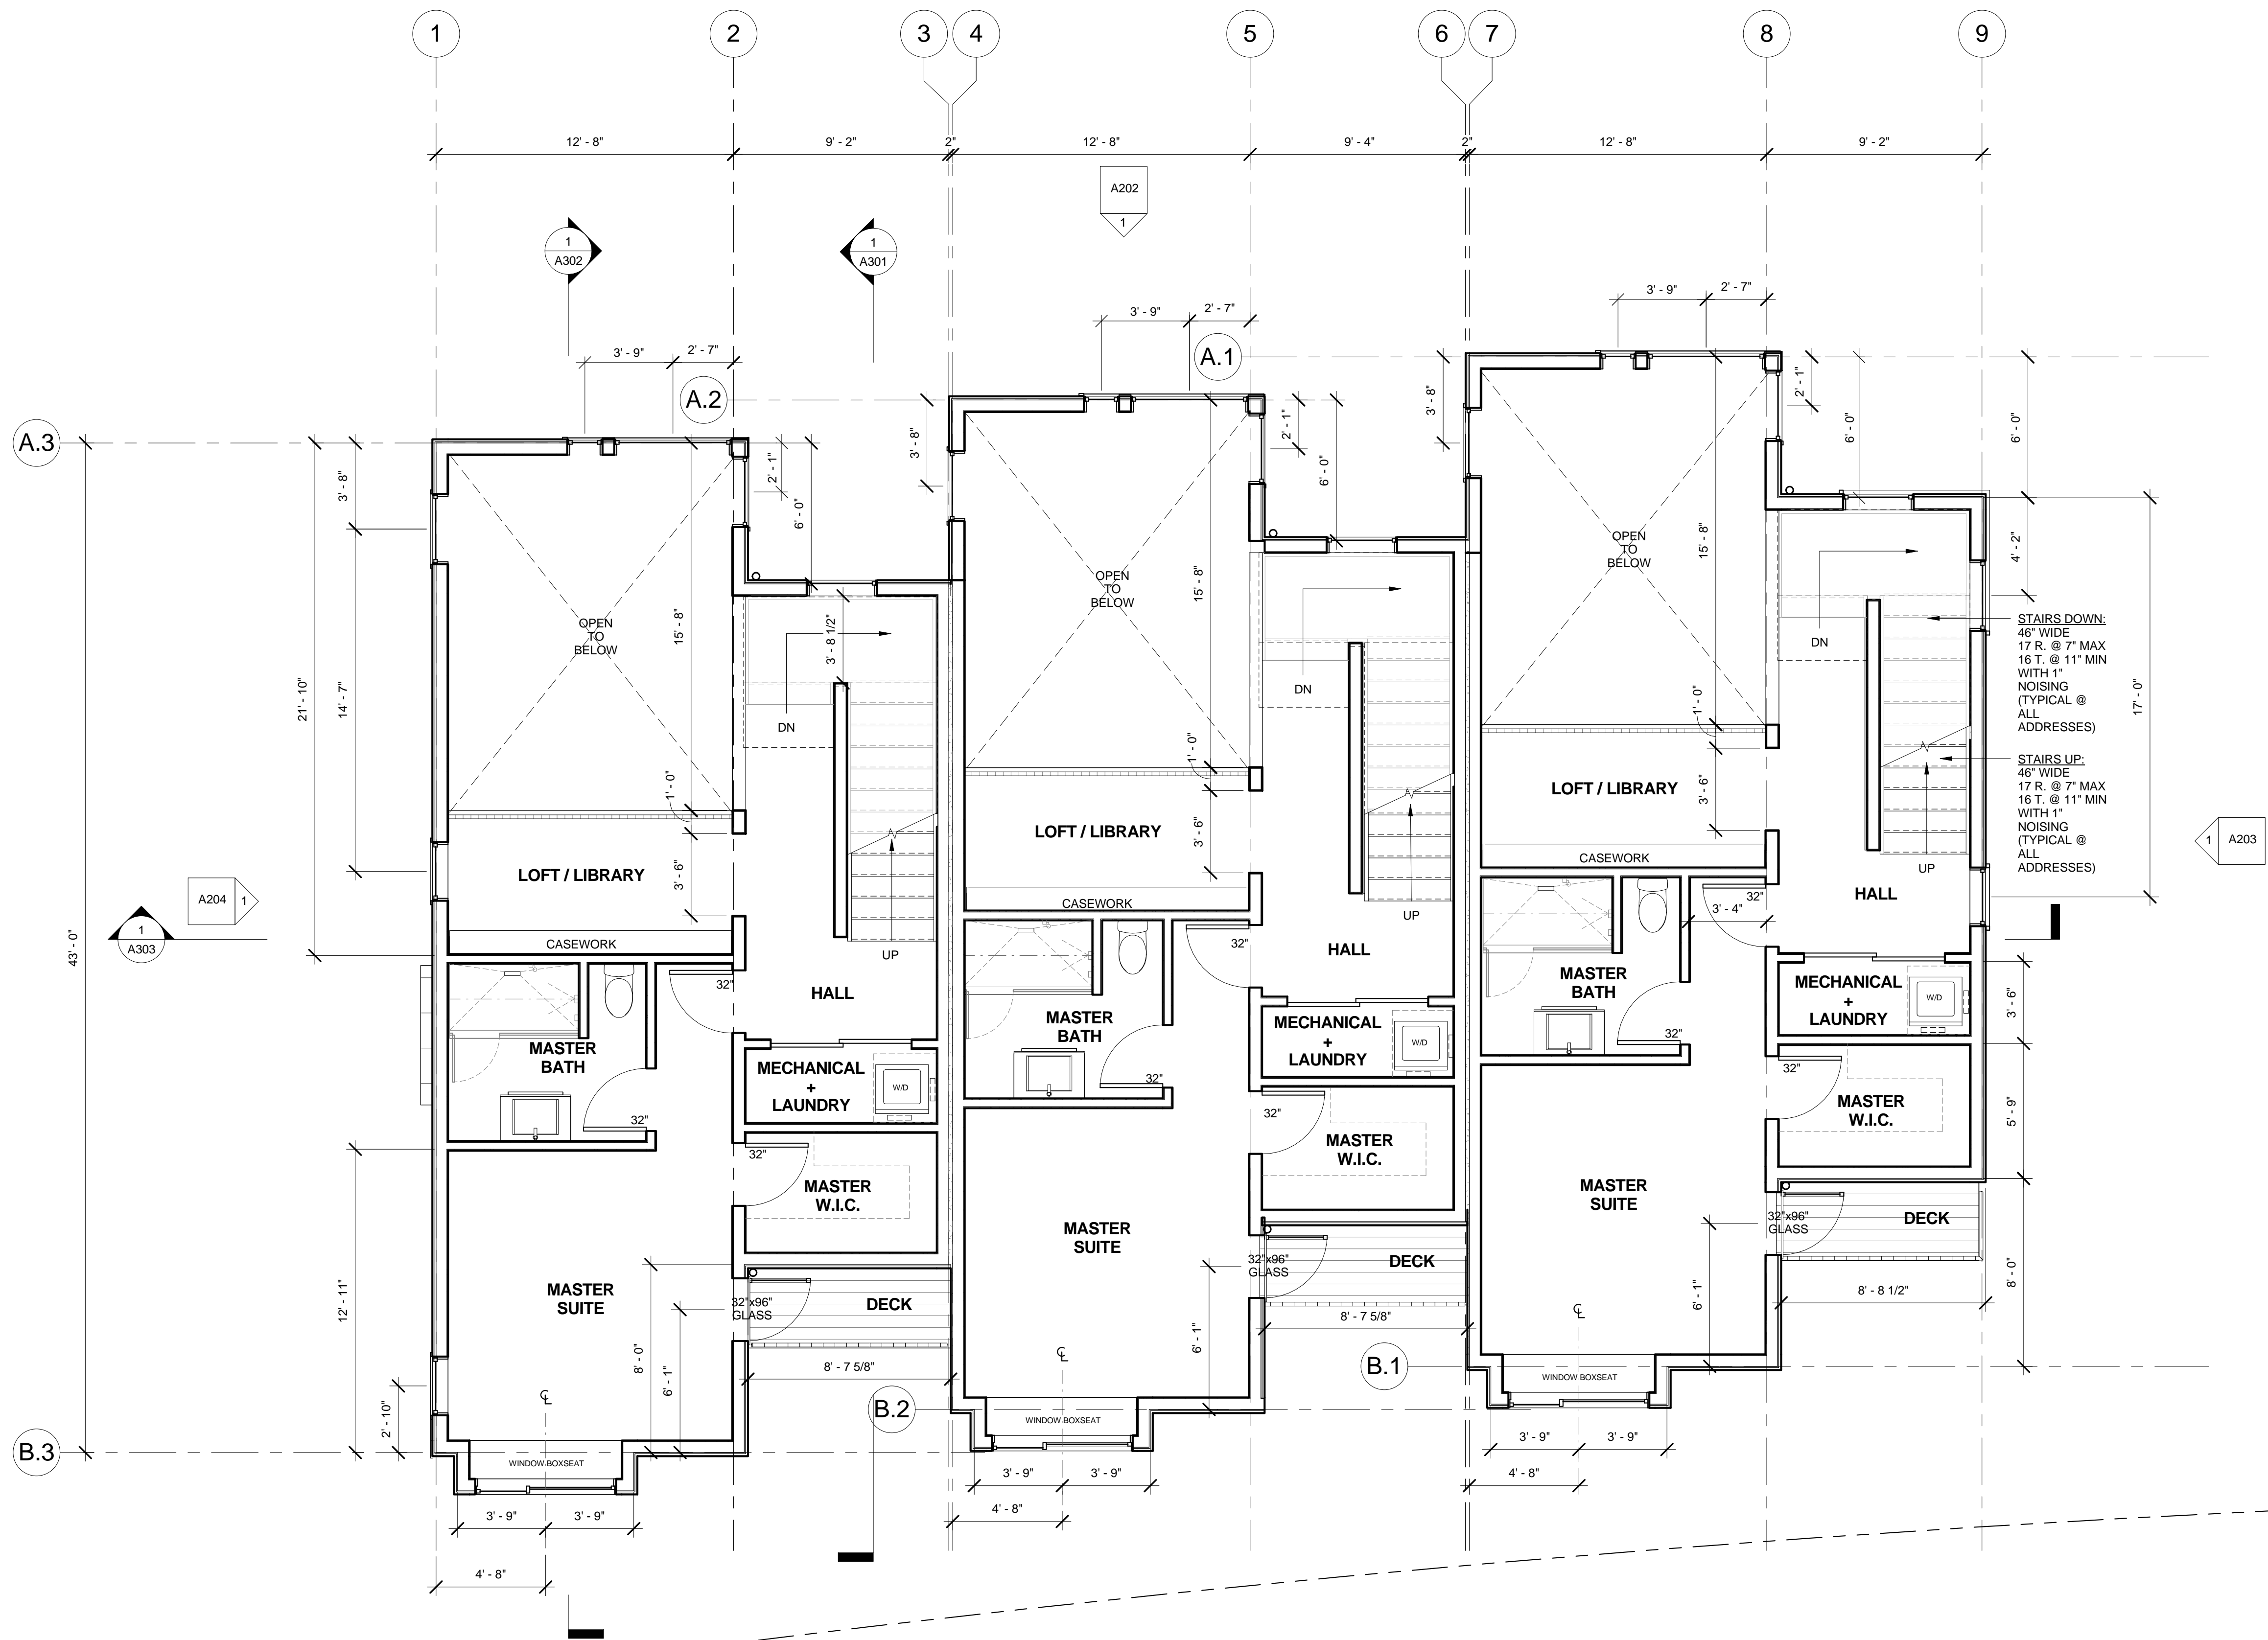 1 2 3 4 5 6 7 8 9
12' - 8" 9' - 2" 2" 12' - 8" 9' - 4" 2" 12' - 8" 9' - 2"
A202
1
1
A302
1
A301
3' - 9" 2' - 7"
3' - 9" 2' - 7"
3' - 9" 2' - 7"
A.1
A.2
A.3
3' - 8"
2' - 1"
6' - 0"
3' - 8"
2' - 1"
6' - 0"
3' - 8"
2' - 1"
6' - 0"
6' - 0"
4' - 2"
17' - 0"
43' - 0"
21' - 10"
14' - 7"
12' - 11"
2' - 10"
OPEN
TO
BELOW
15' - 8"
1' - 0"
3' - 6"
3' - 8 1/2"
DN
UP
LOFT / LIBRARY
CASEWORK
HALL
32"
MASTER
BATH
32"
MECHANICAL
+
LAUNDRY
W/D
32"
MASTER
W.I.C.
MASTER
SUITE
32"x96"
GLASS
DECK
8' - 0"
6' - 1"
8' - 7 5/8"
℄
WINDOW BOXSEAT
3' - 9" 3' - 9"
4' - 8"
OPEN
TO
BELOW
15' - 8"
1' - 0"
3' - 6"
DN
UP
LOFT / LIBRARY
CASEWORK
HALL
32"
MASTER
BATH
32"
MECHANICAL
+
LAUNDRY
W/D
32"
MASTER
W.I.C.
MASTER
SUITE
32"x96"
GLASS
DECK
6' - 1"
8' - 7 5/8"
℄
WINDOW BOXSEAT
3' - 9" 3' - 9"
4' - 8"
OPEN
TO
BELOW
15' - 8"
1' - 0"
3' - 6"
DN
UP
LOFT / LIBRARY
CASEWORK
HALL
32"
3' - 4"
MASTER
BATH
32"
MECHANICAL
+
LAUNDRY
W/D
32"
MASTER
W.I.C.
MASTER
SUITE
32"x96"
GLASS
DECK
6' - 1"
8' - 8 1/2"
℄
WINDOW BOXSEAT
3' - 9" 3' - 9"
4' - 8"
3' - 6"
5' - 9"
8' - 0"
STAIRS DOWN:
46" WIDE
17 R. @ 7" MAX
16 T. @ 11" MIN
WITH 1"
NOISING
(TYPICAL @
ALL
ADDRESSES)
STAIRS UP:
46" WIDE
17 R. @ 7" MAX
16 T. @ 11" MIN
WITH 1"
NOISING
(TYPICAL @
ALL
ADDRESSES)
1 A203
A204 1
1
A303
B.1
B.2
B.3